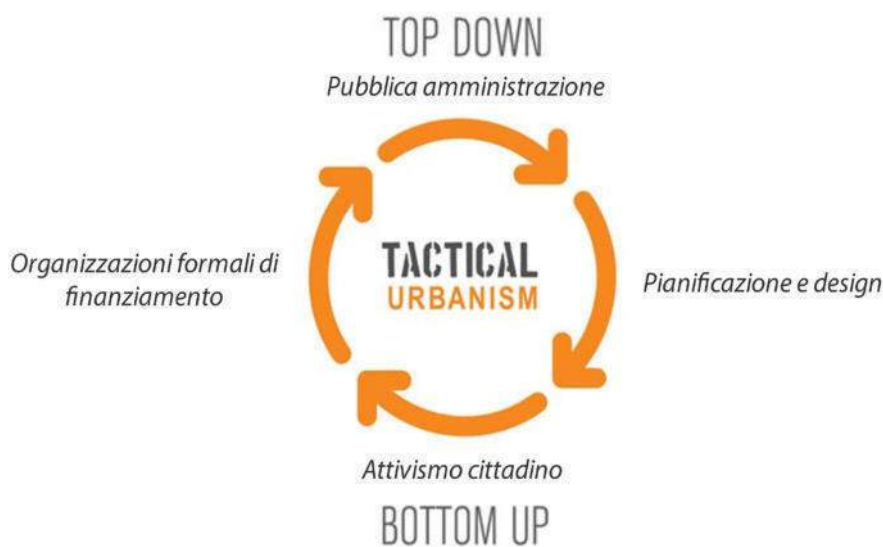 TOP DOWN
Pubblica amministrazione
Organizzazioni formali di
finanziamento
TACTICAL
URBANISM
Pianificazione e design
Attivismo cittadino
BOTTOM UP